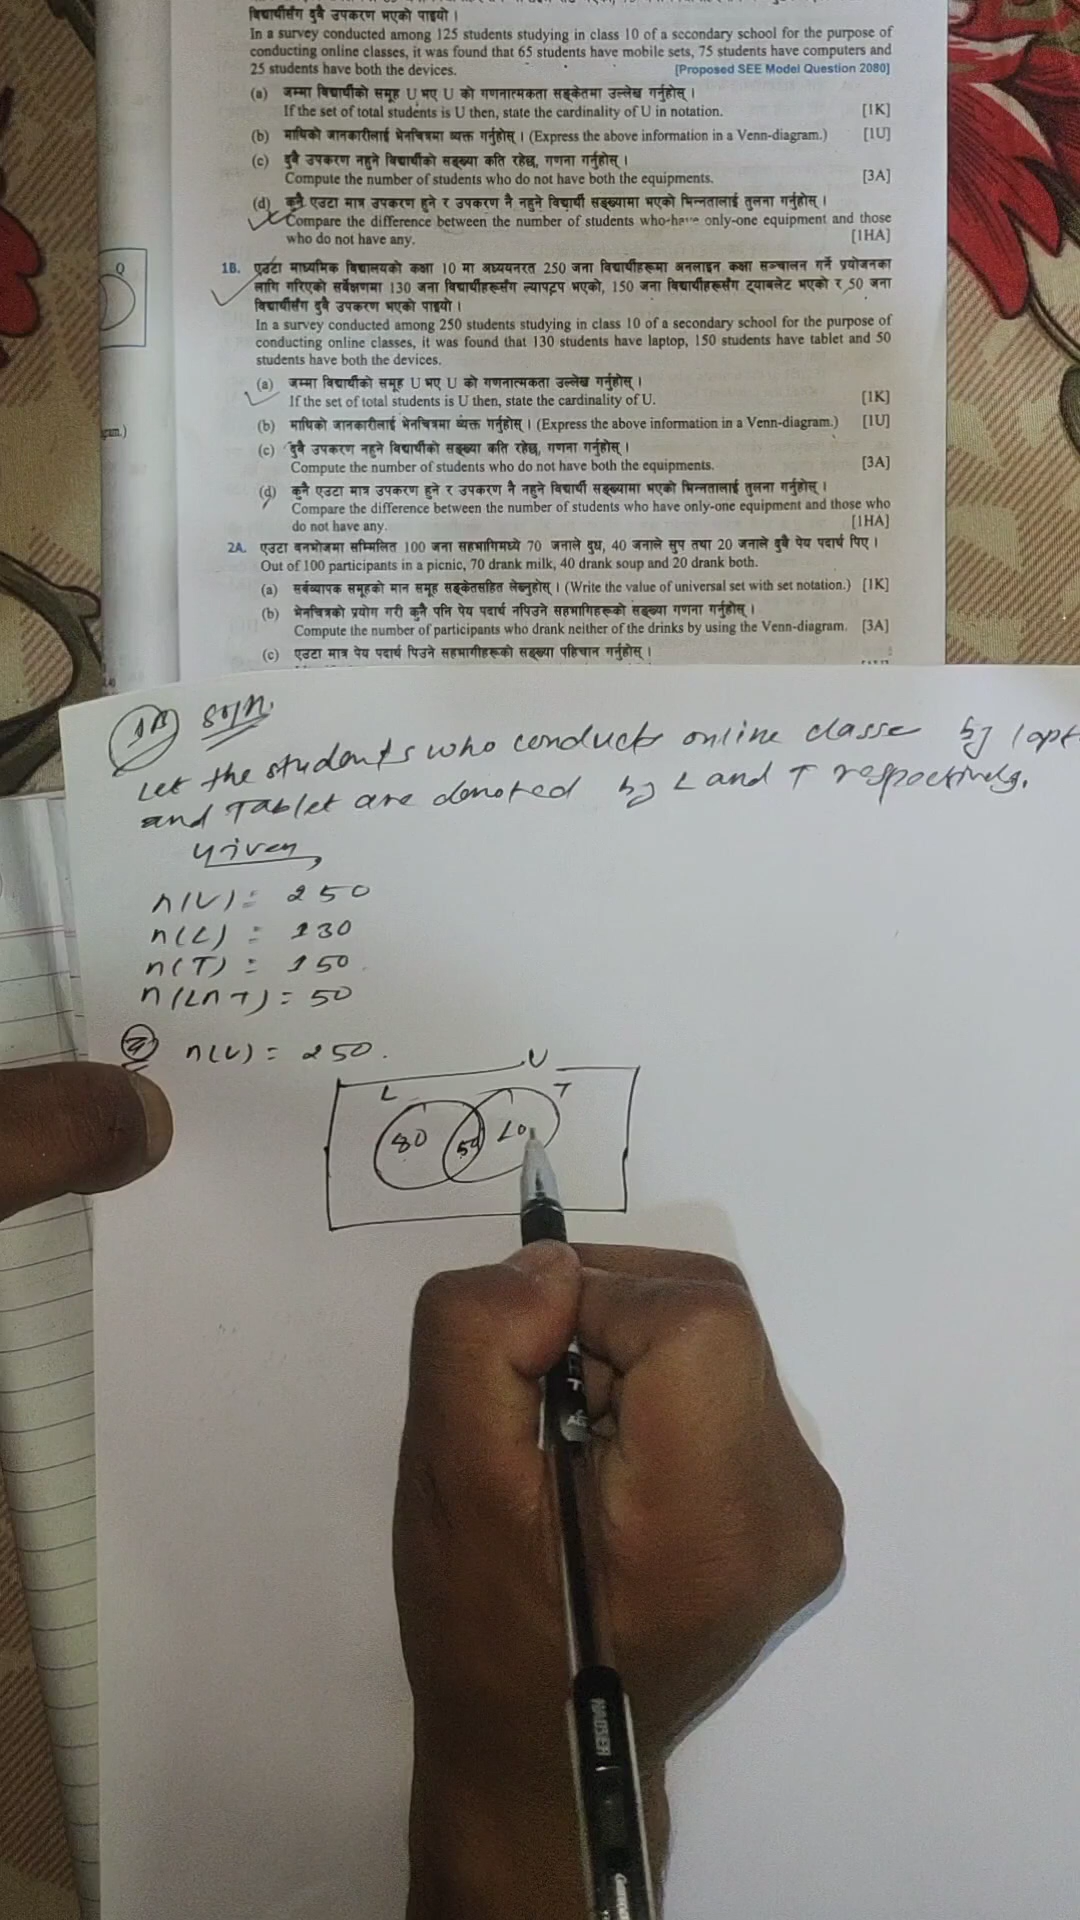 विद्यार्थीसँग दुवै उपकरण भएको पाइयो ।
In a survey conducted among 125 students studying in class 10 of a secondary school for the purpose of
conducting online classes, it was found that 65 students have mobile sets, 75 students have computers and
25 students have both the devices. [Proposed SEE Model Question 2080]
(a) जम्मा विद्यार्थीको समूह U भए U को गणनात्मकता सङ्केतमा उल्लेख गर्नुहोस् ।
If the set of total students is U then, state the cardinality of U in notation. [1K]
(b) माथिको जानकारीलाई भेनचित्रमा व्यक्त गर्नुहोस् । (Express the above information in a Venn-diagram.) [1U]
(c) दुवै उपकरण नहुने विद्यार्थीको सङ्ख्या कति रहेछ, गणना गर्नुहोस् ।
Compute the number of students who do not have both the equipments. [3A]
(d) कुनै एउटा मात्र उपकरण हुने र उपकरण नै नहुने विद्यार्थी सङ्ख्यामा भएको भिन्नतालाई तुलना गर्नुहोस् ।
Compare the difference between the number of students who have only-one equipment and those
who do not have any. [1HA]
Q
1B. एउटा माध्यमिक विद्यालयको कक्षा 10 मा अध्ययनरत 250 जना विद्यार्थीहरूमा अनलाइन कक्षा सञ्चालन गर्ने प्रयोजनका
लागि गरिएको सर्वेक्षणमा 130 जना विद्यार्थीहरूसँग ल्यापट्प भएको, 150 जना विद्यार्थीहरूसँग ट्याबलेट भएको र 50 जना
विद्यार्थीसँग दुवै उपकरण भएको पाइयो ।
In a survey conducted among 250 students studying in class 10 of a secondary school for the purpose of
conducting online classes, it was found that 130 students have laptop, 150 students have tablet and 50
students have both the devices.
(a) जम्मा विद्यार्थीको समूह U भए U को गणनात्मकता उल्लेख गर्नुहोस् ।
If the set of total students is U then, state the cardinality of U. [1K]
(b) माथिको जानकारीलाई भेनचित्रमा व्यक्त गर्नुहोस् । (Express the above information in a Venn-diagram.) [1U]
(c) दुवै उपकरण नहुने विद्यार्थीको सङ्ख्या कति रहेछ, गणना गर्नुहोस् ।
Compute the number of students who do not have both the equipments. [3A]
(d) कुनै एउटा मात्र उपकरण हुने र उपकरण नै नहुने विद्यार्थी सङ्ख्यामा भएको भिन्नतालाई तुलना गर्नुहोस् ।
Compare the difference between the number of students who have only-one equipment and those who
do not have any. [1HA]
2A. एउटा वनभोजमा सम्मिलित 100 जना सहभागिमध्ये 70 जनाले दुध, 40 जनाले सुप तथा 20 जनाले दुवै पेय पदार्थ पिए ।
Out of 100 participants in a picnic, 70 drank milk, 40 drank soup and 20 drank both.
(a) सर्वव्यापक समूहको मान समूह सङ्केतसहित लेख्नुहोस् । (Write the value of universal set with set notation.) [1K]
(b) भेनचित्रको प्रयोग गरी कुनै पनि पेय पदार्थ नपिउने सहभागिहरूको सङ्ख्या गणना गर्नुहोस् ।
Compute the number of participants who drank neither of the drinks by using the Venn-diagram. [3A]
(c) एउटा मात्र पेय पदार्थ पिउने सहभागीहरूको सङ्ख्या पहिचान गर्नुहोस् ।
1B Soln.
Let the students who conducts online classe by lapt
and Tablet are denoted by L and T respectively.
Given,
n(U) = 250
n(L) = 130
n(T) = 150
n(L∩T) = 50
a n(U) = 250.
U
L T
80 50